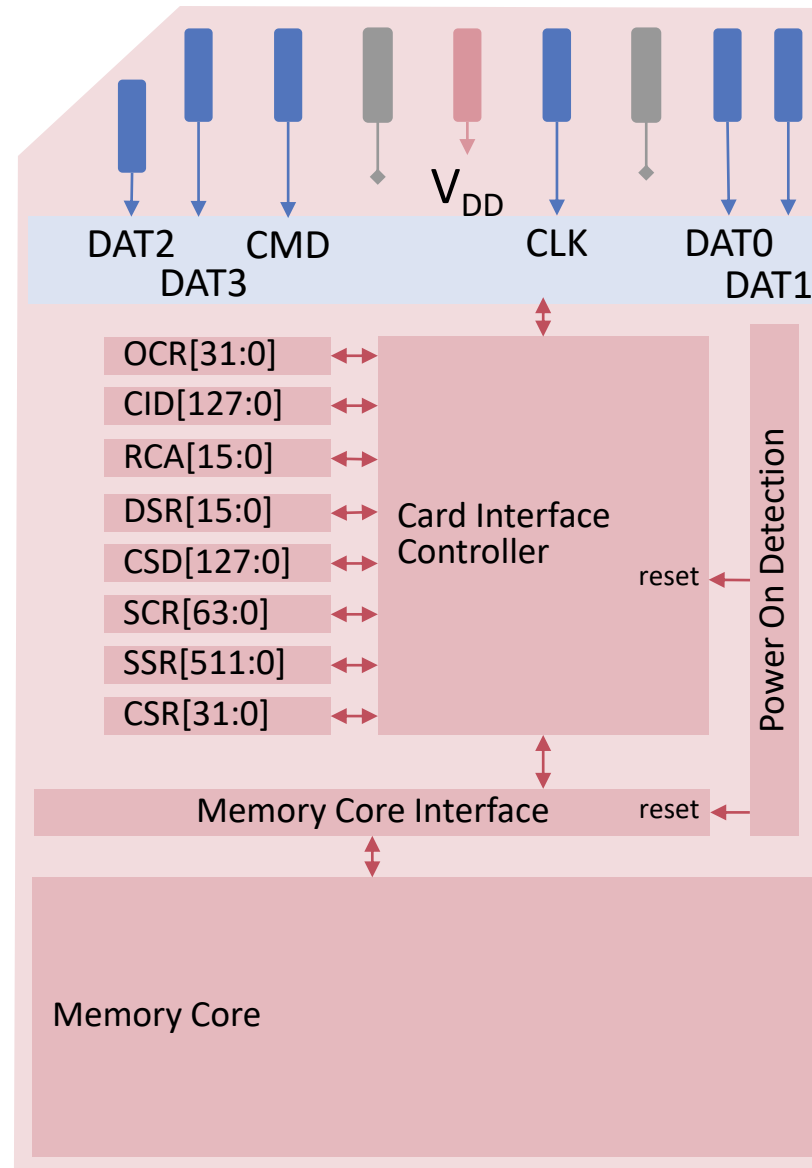 V_DD
DAT2
CMD
CLK
DAT0
DAT3
DAT1
OCR[31:0]
CID[127:0]
RCA[15:0]
DSR[15:0]
CSD[127:0]
SCR[63:0]
SSR[511:0]
CSR[31:0]
Card Interface
Controller
reset
Power On Detection
Memory Core Interface
reset
Memory Core